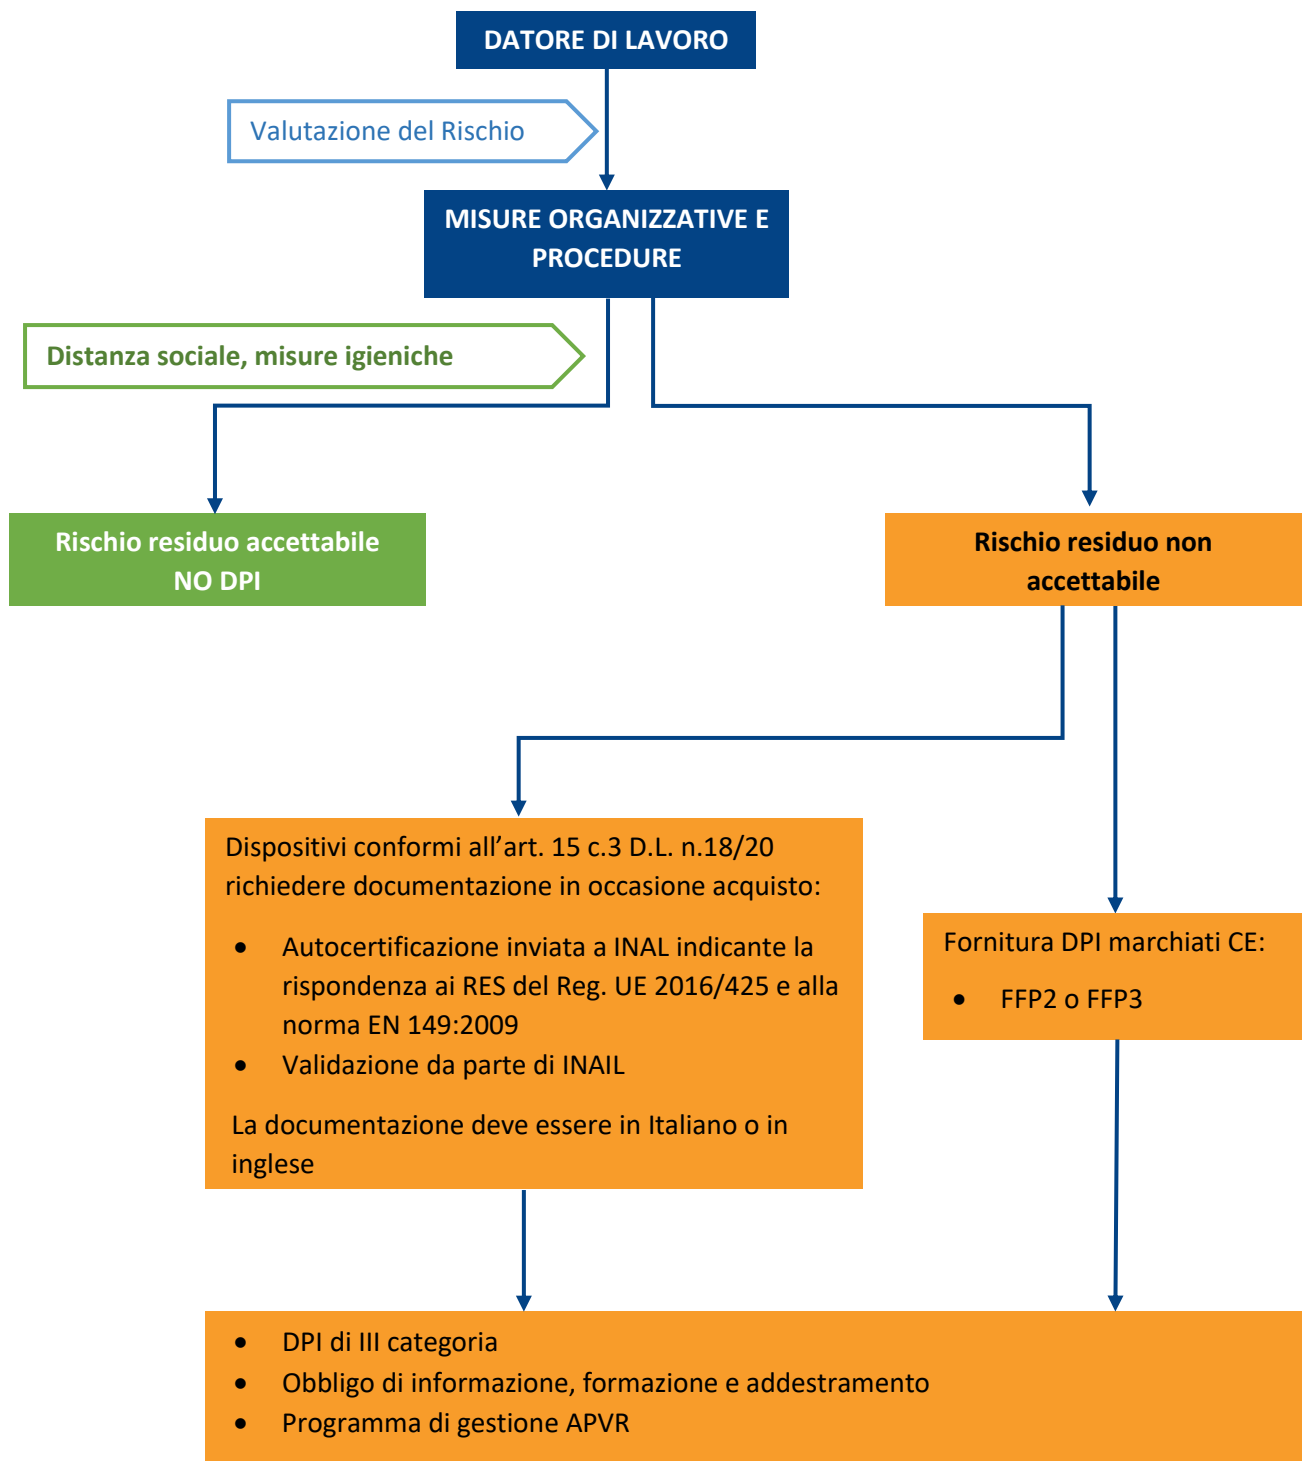 DATORE DI LAVORO
Valutazione del Rischio
MISURE ORGANIZZATIVE E
PROCEDURE
Distanza sociale, misure igieniche
Rischio residuo accettabile
NO DPI
Rischio residuo non
accettabile
Dispositivi conformi all’art. 15 c.3 D.L. n.18/20
richiedere documentazione in occasione acquisto:
• Autocertificazione inviata a INAL indicante la
rispondenza ai RES del Reg. UE 2016/425 e alla
norma EN 149:2009
• Validazione da parte di INAIL
La documentazione deve essere in Italiano o in
inglese
Fornitura DPI marchiati CE:
• FFP2 o FFP3
• DPI di III categoria
• Obbligo di informazione, formazione e addestramento
• Programma di gestione APVR